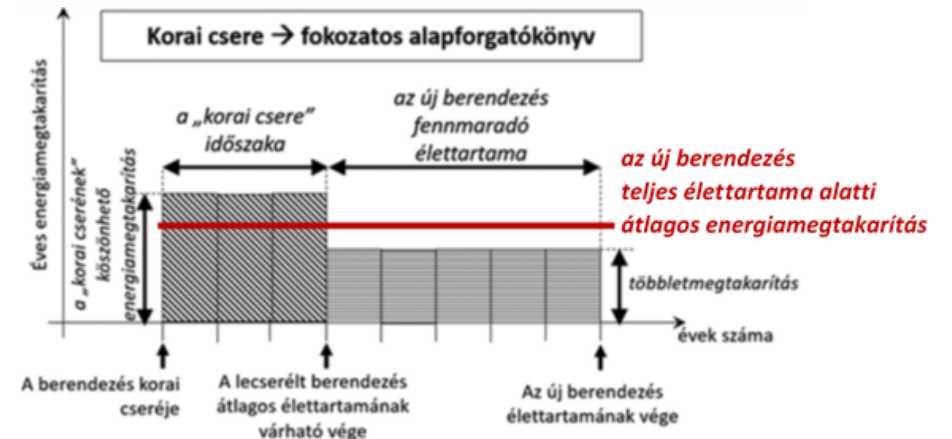 Korai csere → fokozatos alapforgatókönyv
Éves energiamegtakarítás
a „korai cserének”
köszönhető
energiamegtakarítás
a „korai csere”
időszaka
az új berendezés
fennmaradó
élettartama
az új berendezés
teljes élettartama alatti
átlagos energiamegtakarítás
többletmegtakarítás
évek száma
A berendezés korai
cseréje
A lecserélt berendezés
átlagos élettartamának
várható vége
Az új berendezés
élettartamának vége